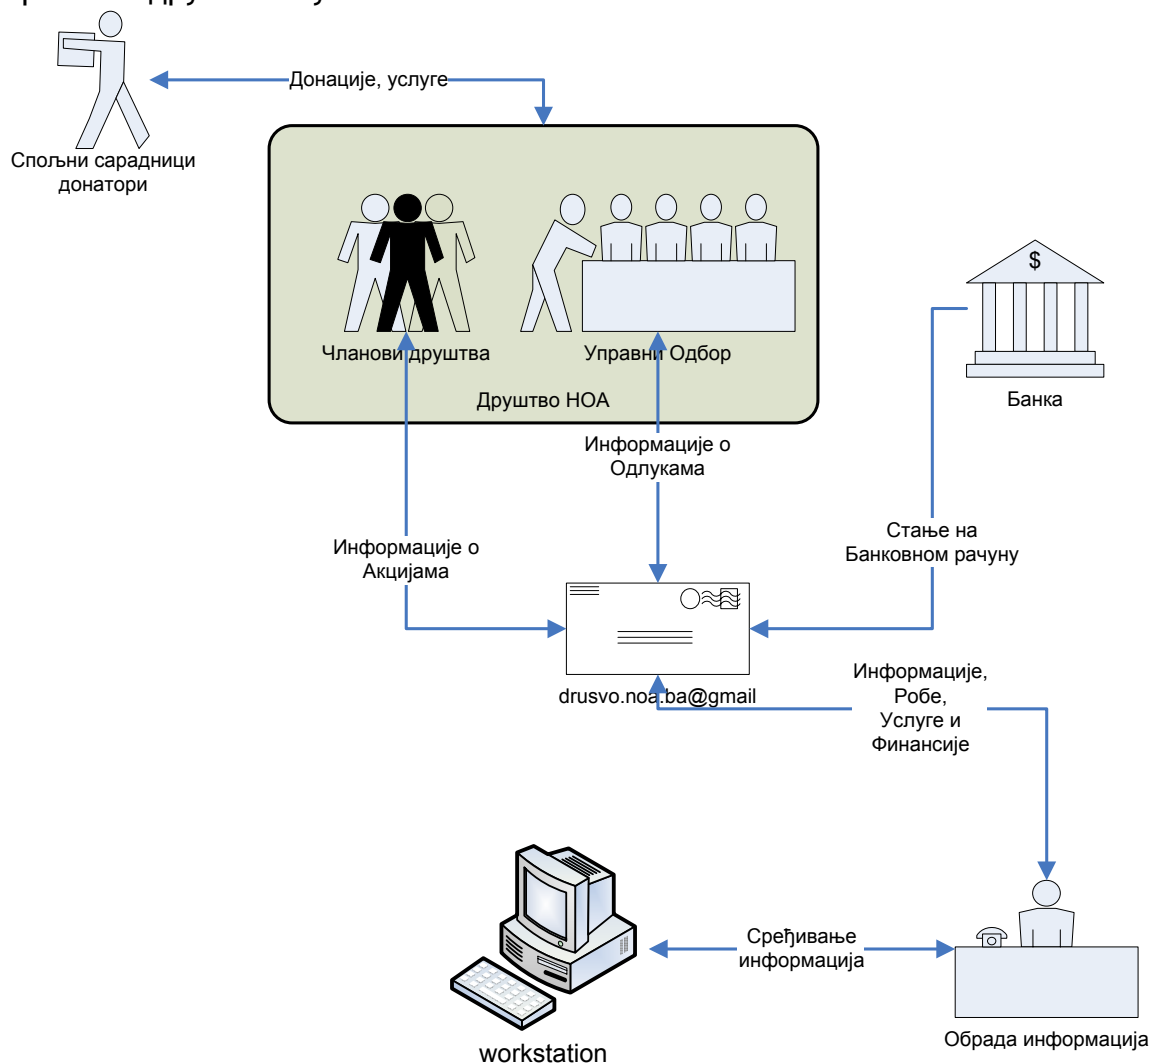 Донације, услуге
Спољни сарадници
донатори
$
Чланови друштва
Управни Одбор
Друштво НОА
Банка
Информације о
Одлукама
Информације о
Акцијама
Стање на
Банковном рачуну
drusvo.noa.ba@gmail
Информације,
Робе,
Услуге и
Финансије
Сређивање
информација
Обрада информација
workstation